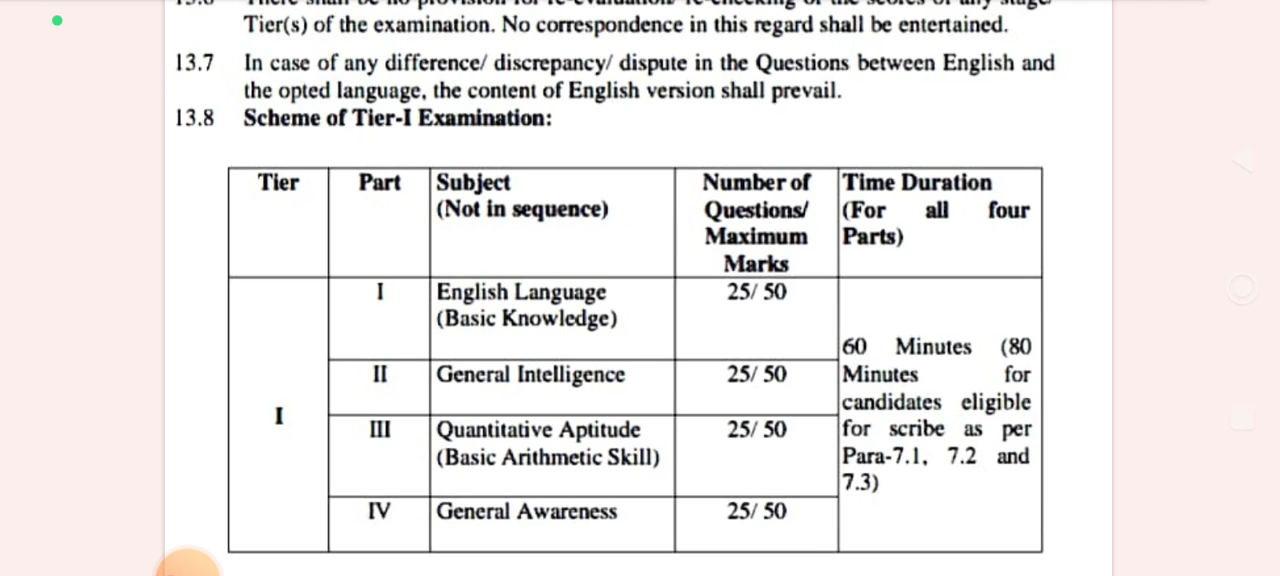 Tier(s) of the examination. No correspondence in this regard shall be entertained.
13.7 In case of any difference/ discrepancy/ dispute in the Questions between English and
the opted language, the content of English version shall prevail.
13.8 Scheme of Tier-I Examination:
Tier Part Subject (Not in sequence) Number of Questions/ Maximum Marks Time Duration (For all four Parts)
I
I English Language (Basic Knowledge) 25/ 50
II General Intelligence 25/ 50
III Quantitative Aptitude (Basic Arithmetic Skill) 25/ 50
IV General Awareness 25/ 50
60 Minutes (80
Minutes for
candidates eligible
for scribe as per
Para-7.1, 7.2 and
7.3)